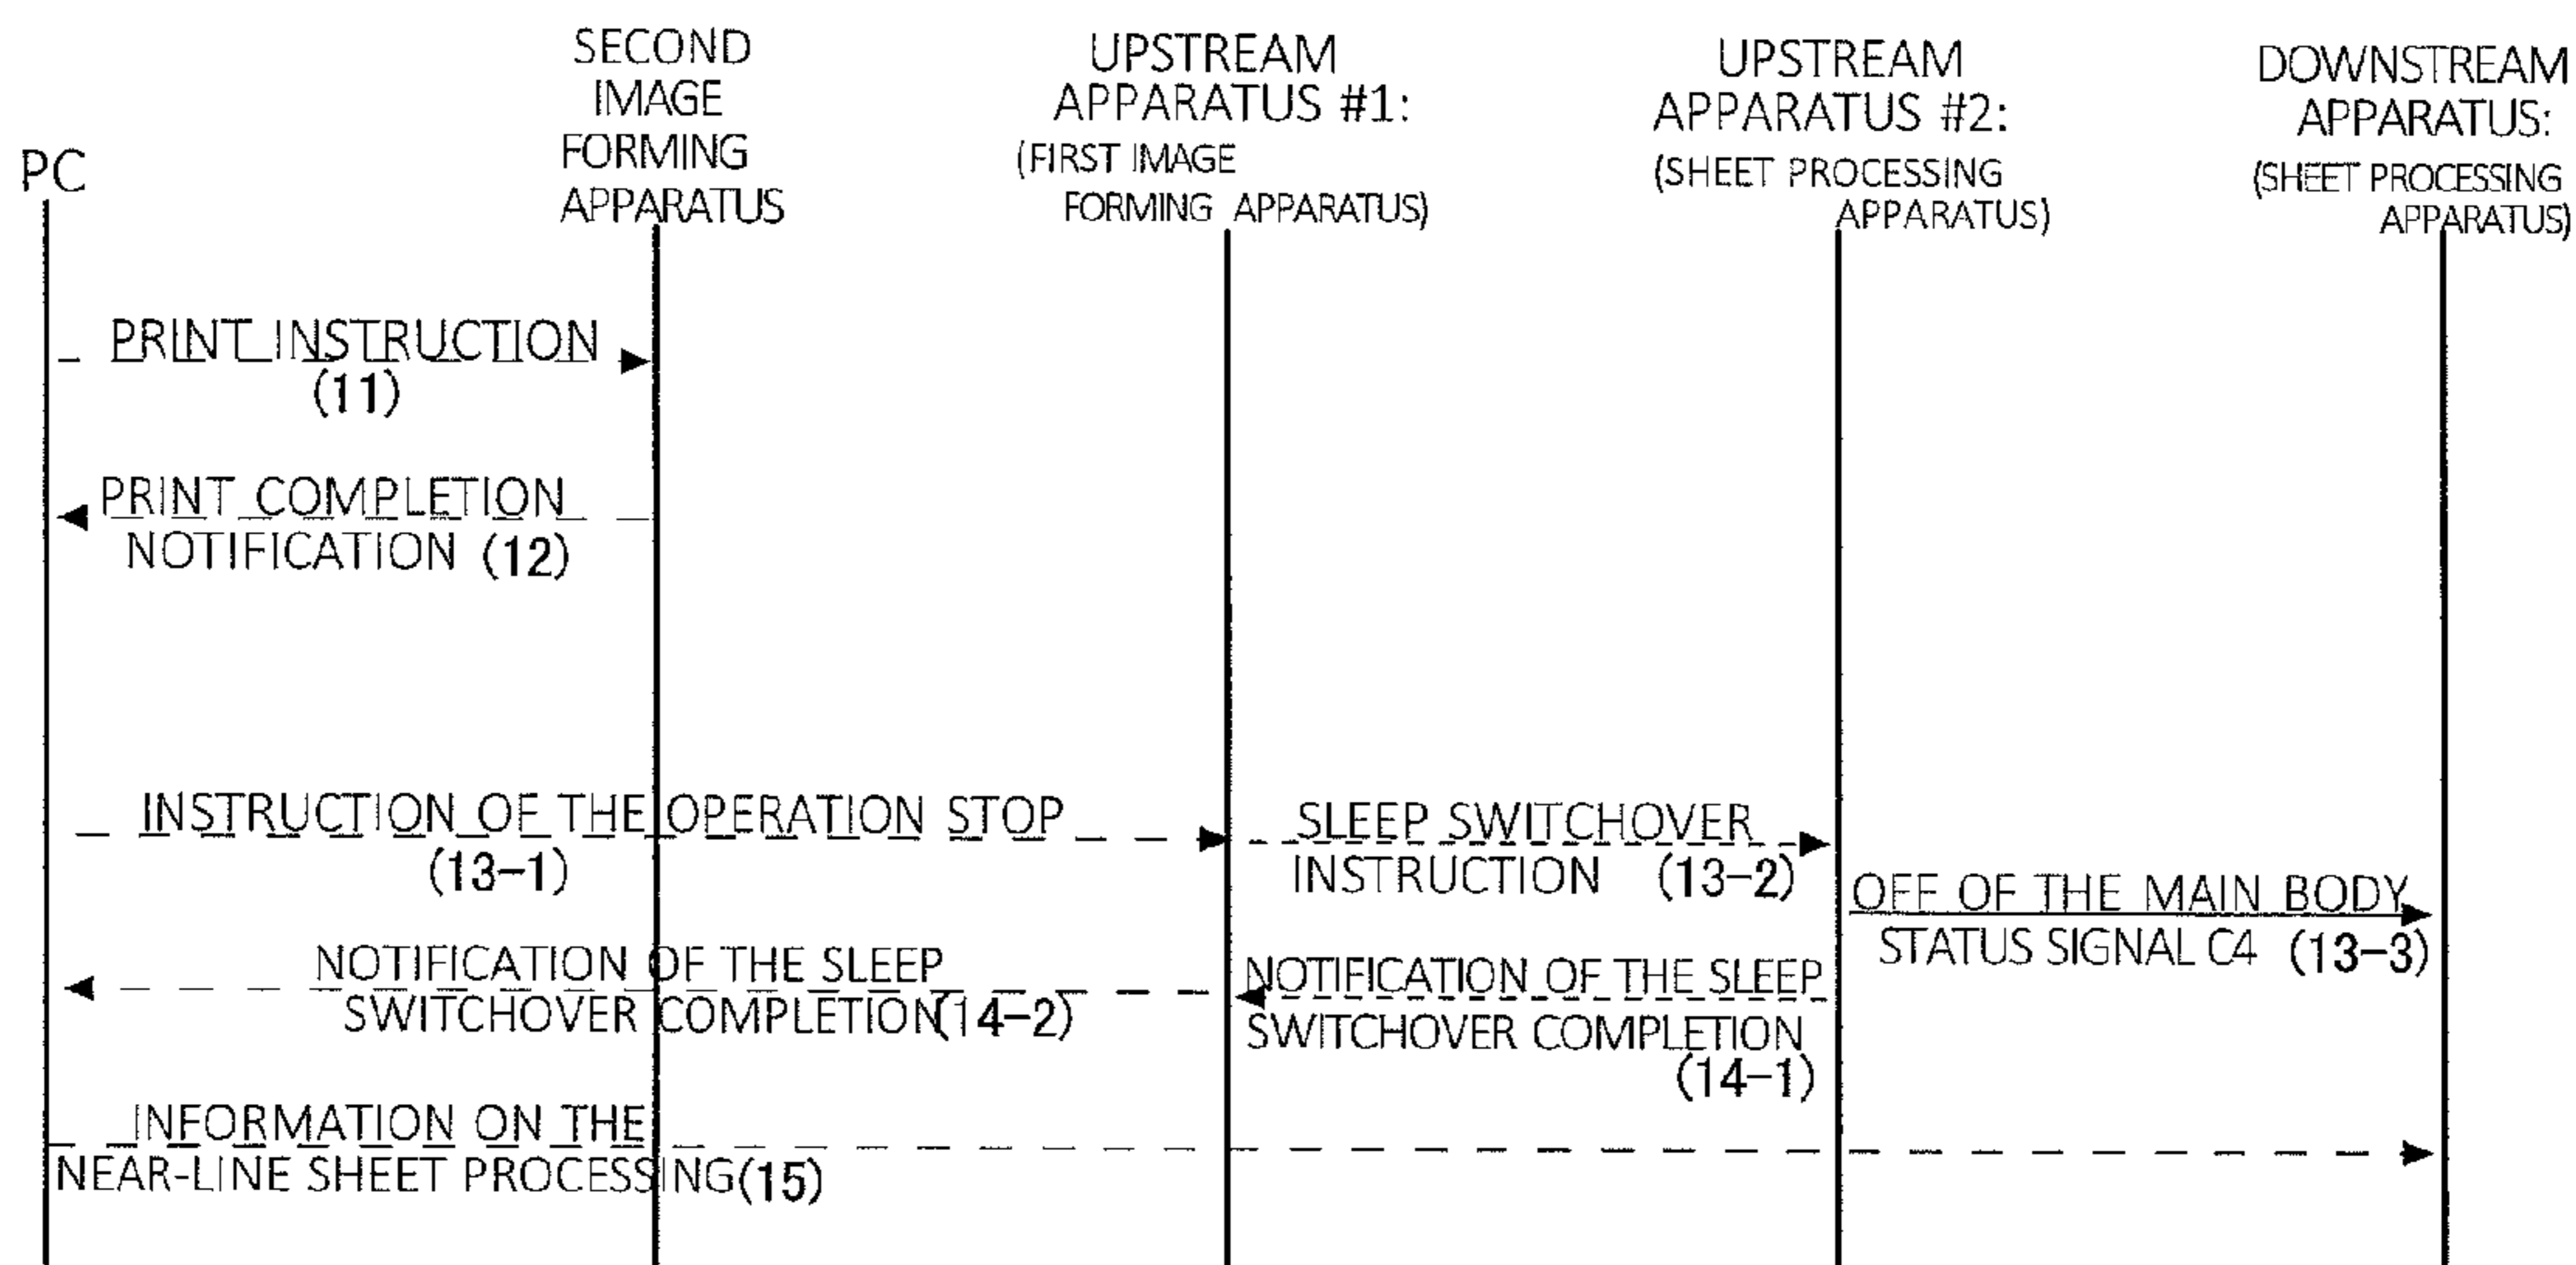 PC
SECOND
IMAGE
FORMING
APPARATUS
UPSTREAM
APPARATUS #1:
(FIRST IMAGE
FORMING APPARATUS)
UPSTREAM
APPARATUS #2:
(SHEET PROCESSING
APPARATUS)
DOWNSTREAM
APPARATUS:
(SHEET PROCESSING
APPARATUS)
PRINT INSTRUCTION
(11)
PRINT COMPLETION
NOTIFICATION (12)
INSTRUCTION OF THE OPERATION STOP
(13-1)
SLEEP SWITCHOVER
INSTRUCTION (13-2)
OFF OF THE MAIN BODY
STATUS SIGNAL C4 (13-3)
NOTIFICATION OF THE SLEEP
SWITCHOVER COMPLETION(14-2)
NOTIFICATION OF THE SLEEP
SWITCHOVER COMPLETION
(14-1)
INFORMATION ON THE
NEAR-LINE SHEET PROCESSING(15)